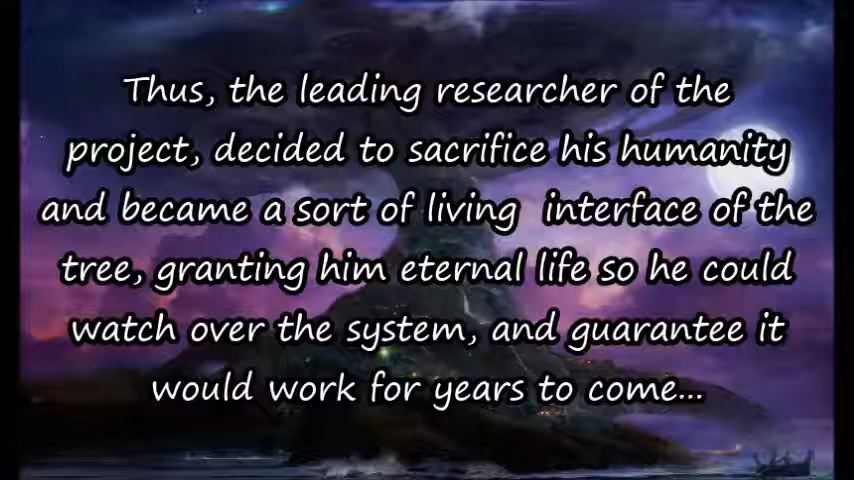 Thus, the leading researcher of the
project, decided to sacrifice his humanity
and became a sort of living interface of the
tree, granting him eternal life so he could
watch over the system, and guarantee it
would work for years to come...